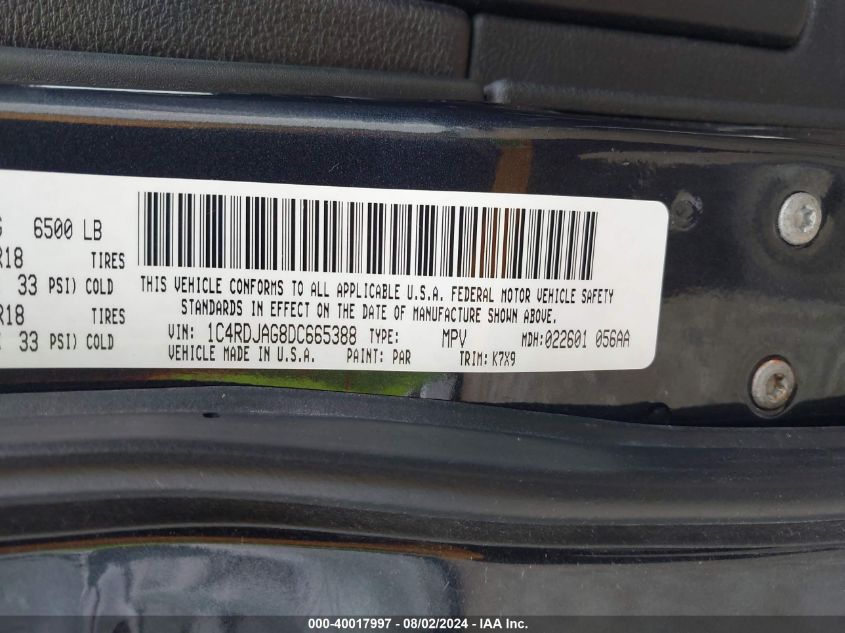 6500 LB
R18 TIRES
33 PSI) COLD
R18 TIRES
33 PSI) COLD
THIS VEHICLE CONFORMS TO ALL APPLICABLE U.S.A. FEDERAL MOTOR VEHICLE SAFETY
STANDARDS IN EFFECT ON THE DATE OF MANUFACTURE SHOWN ABOVE.
VIN: 1C4RDJAG8DC665388 TYPE: MPV MDH:022601 056AA
VEHICLE MADE IN U.S.A. PAINT: PAR TRIM: K7X9
000-40017997 - 08/02/2024 - IAA Inc.